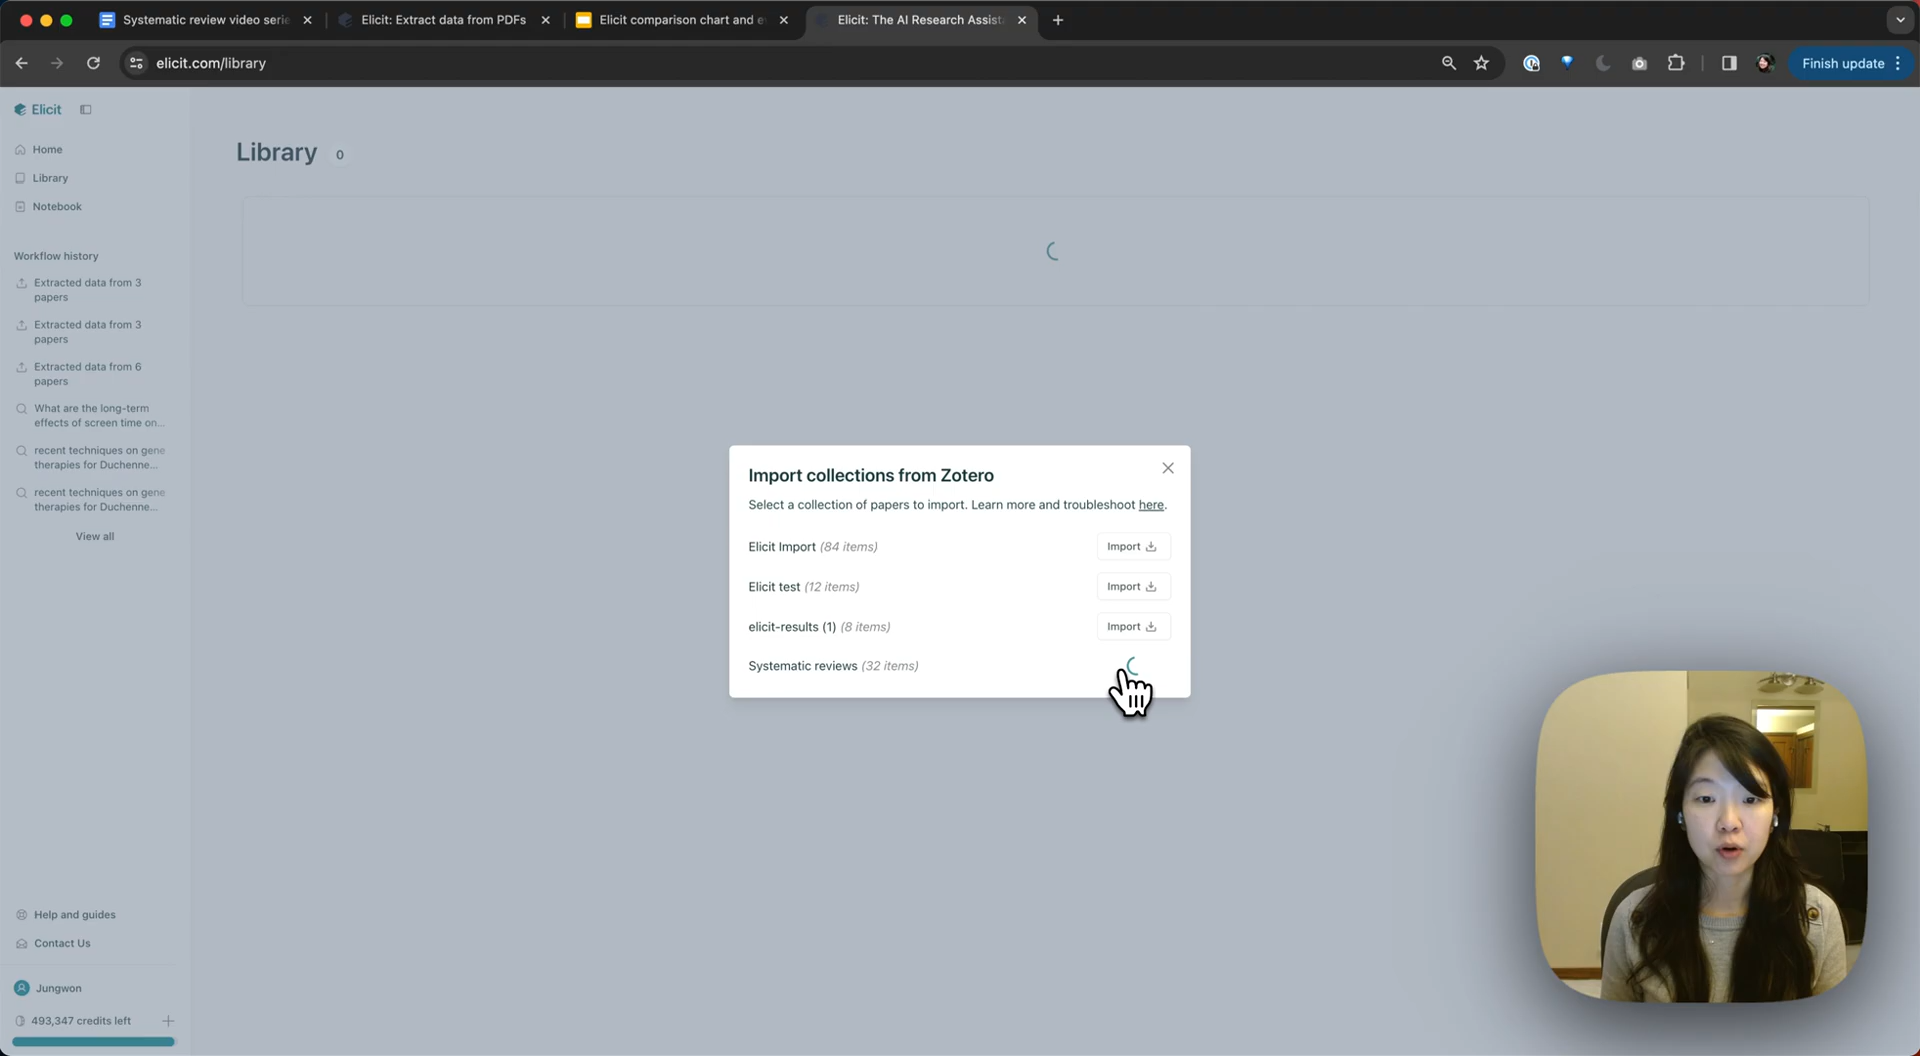 Systematic review video serie
Elicit: Extract data from PDFs
Elicit comparison chart and e
Elicit: The AI Research Assist
elicit.com/library
Finish update
Elicit
Home
Library
Notebook
Workflow history
Extracted data from 3
papers
Extracted data from 3
papers
Extracted data from 6
papers
What are the long-term
effects of screen time on...
recent techniques on gene
therapies for Duchenne...
recent techniques on gene
therapies for Duchenne...
View all
Help and guides
Contact Us
Jungwon
493,347 credits left
Library 0
Import collections from Zotero
Select a collection of papers to import. Learn more and troubleshoot here.
Elicit Import (84 items) Import
Elicit test (12 items) Import
elicit-results (1) (8 items) Import
Systematic reviews (32 items)